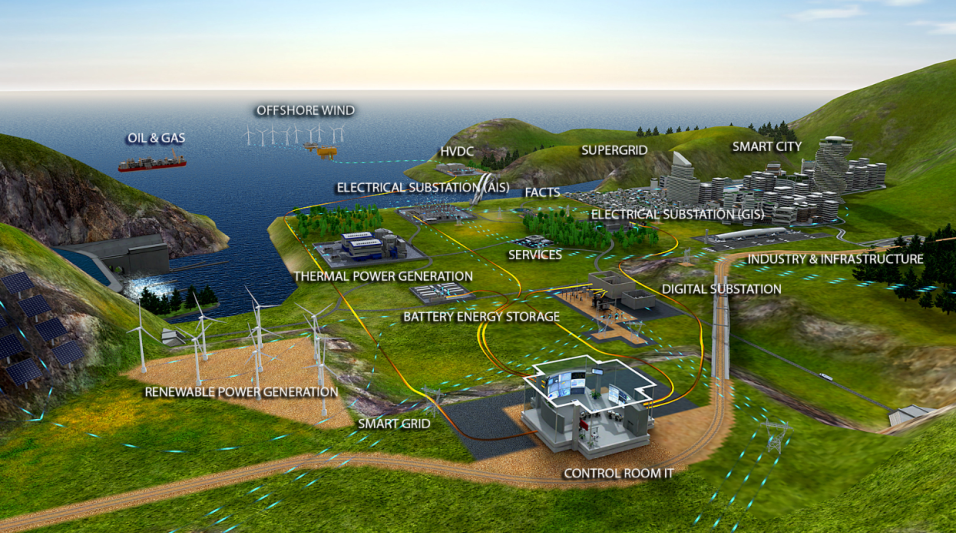 OFFSHORE WIND
OIL & GAS
HVDC
SUPERGRID
SMART CITY
ELECTRICAL SUBSTATION (AIS)
FACTS
ELECTRICAL SUBSTATION (GIS)
SERVICES
INDUSTRY & INFRASTRUCTURE
THERMAL POWER GENERATION
DIGITAL SUBSTATION
BATTERY ENERGY STORAGE
RENEWABLE POWER GENERATION
SMART GRID
CONTROL ROOM IT